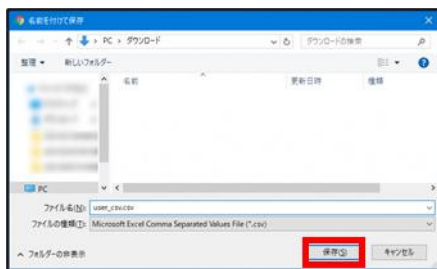 名前を付けて保存
PC › ダウンロード
ダウンロードの検索
整理 新しいフォルダー
名前 更新日時 種類
PC
ファイル名(N): user_csv.csv
ファイルの種類(T): Microsoft Excel Comma Separated Values File (*.csv)
フォルダーの非表示
保存(S) キャンセル